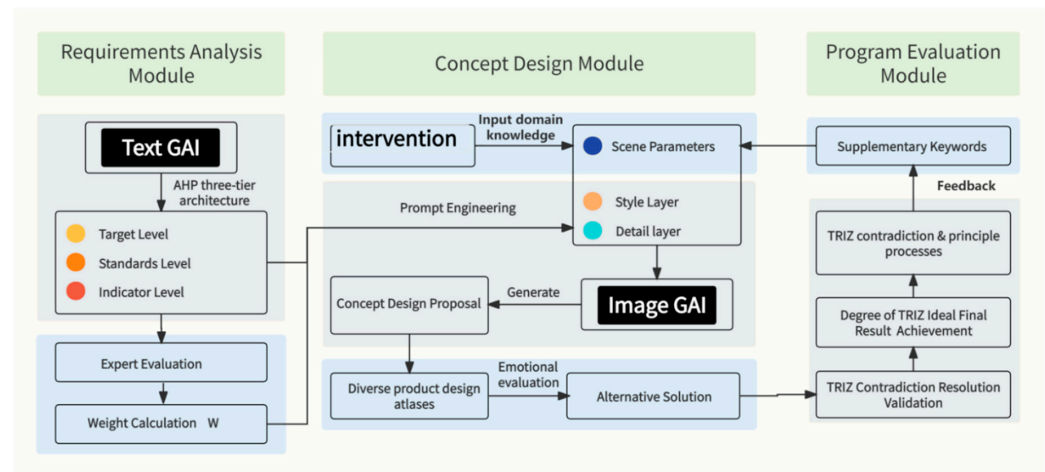 Requirements Analysis
Module
Concept Design Module
Program Evaluation
Module
Text GAI
AHP three-tier
architecture
Target Level
Standards Level
Indicator Level
Expert Evaluation
Weight Calculation W
intervention
Input domain
knowledge
Scene Parameters
Prompt Engineering
Style Layer
Detail layer
Concept Design Proposal
Generate
Image GAI
Diverse product design
atlases
Emotional
evaluation
Alternative Solution
Supplementary Keywords
Feedback
TRIZ contradiction & principle
processes
Degree of TRIZ Ideal Final
Result Achievement
TRIZ Contradiction Resolution
Validation